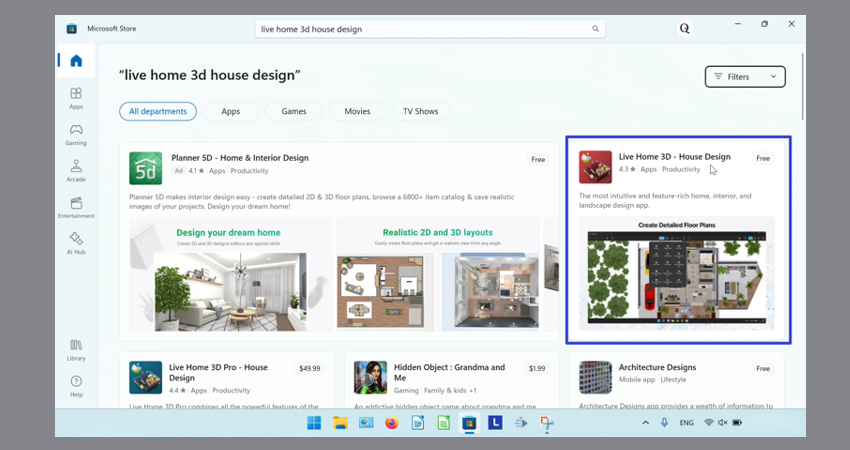 Microsoft Store
live home 3d house design
Q
"live home 3d house design"
Filters
All departments
Apps
Games
Movies
TV Shows
Home
Apps
Gaming
Arcade
Entertainment
AI Hub
Library
Help
5d
Planner 5D - Home & Interior Design
Free
Ad 4.1 ★ Apps Productivity
Planner 5D makes interior design easy - create detailed 2D & 3D floor plans, browse a 6800+ item catalog & save realistic
images of your projects. Design your dream home!
Design your dream home
Create 2D and 3D designs without any special skills
Realistic 2D and 3D layouts
Easily create floor plans and get a realistic view from any angle
Live Home 3D - House Design
Free
4.3 ★ Apps Productivity
The most intuitive and feature-rich home, interior, and
landscape design app.
Create Detailed Floor Plans
Live Home 3D Pro - House
Design
$49.99
4.4 ★ Apps Productivity
Live Home 3D Pro combines all the powerful features of the
Hidden Object : Grandma and
Me
$1.99
Gaming Family & kids +1
An addictive hidden object game about grandma and me
Architecture Designs
Free
Mobile app Lifestyle
Architecture Designs app provides a wealth of information to
L
ENG